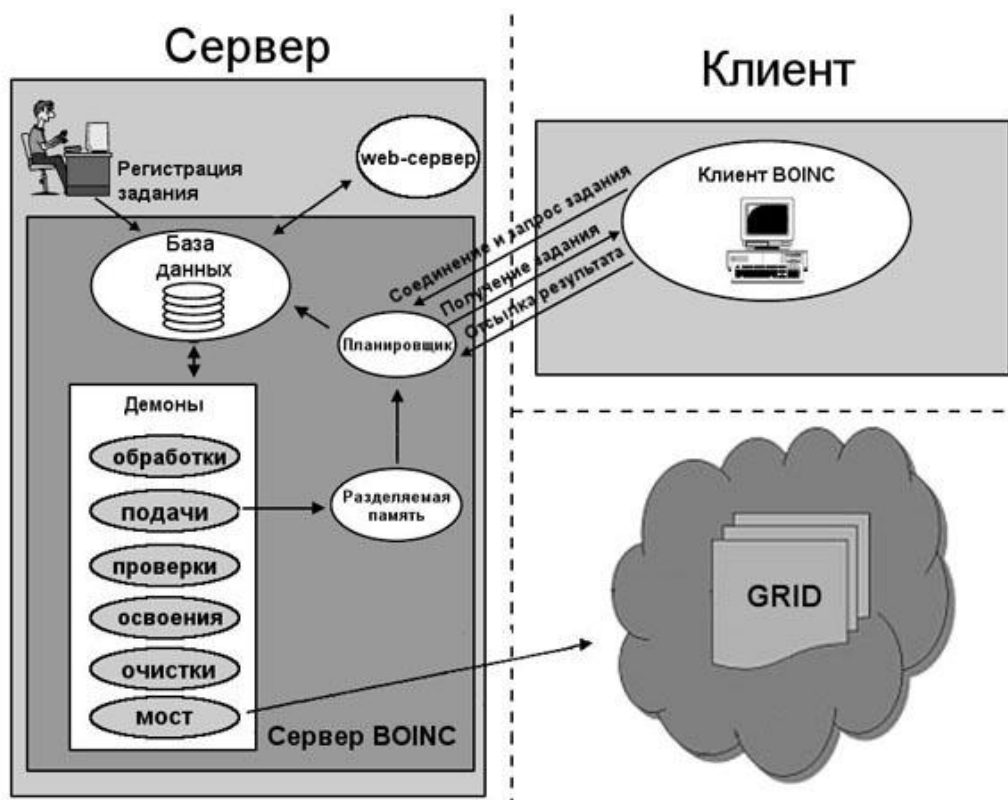 Сервер
Клиент
Регистрация
задания
web-сервер
База
данных
Планировщик
Соединение и запрос задания
Получение задания
Отсылка результата
Клиент BOINC
Демоны
обработки
подачи
проверки
освоения
очистки
мост
Разделяемая
память
Сервер BOINC
GRID